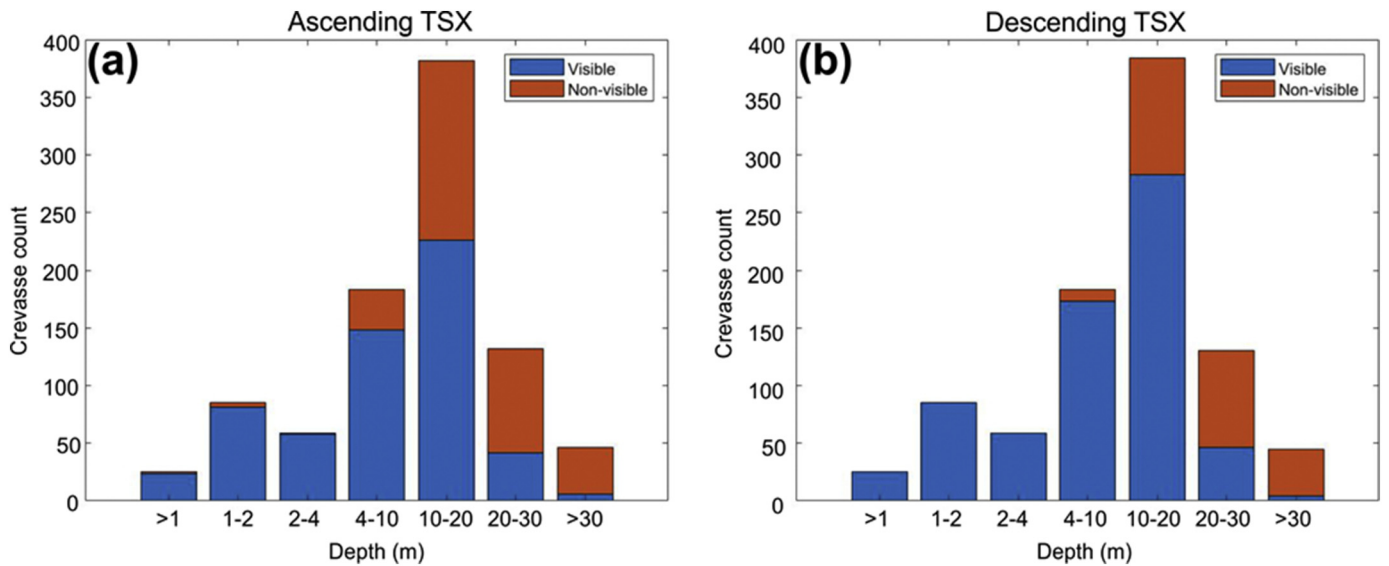 Ascending TSX
(a)
Visible
Non-visible
Crevasse count
400
350
300
250
200
150
100
50
0
>1 1-2 2-4 4-10 10-20 20-30 >30
Depth (m)
Descending TSX
(b)
Visible
Non-visible
Crevasse count
400
350
300
250
200
150
100
50
0
>1 1-2 2-4 4-10 10-20 20-30 >30
Depth (m)